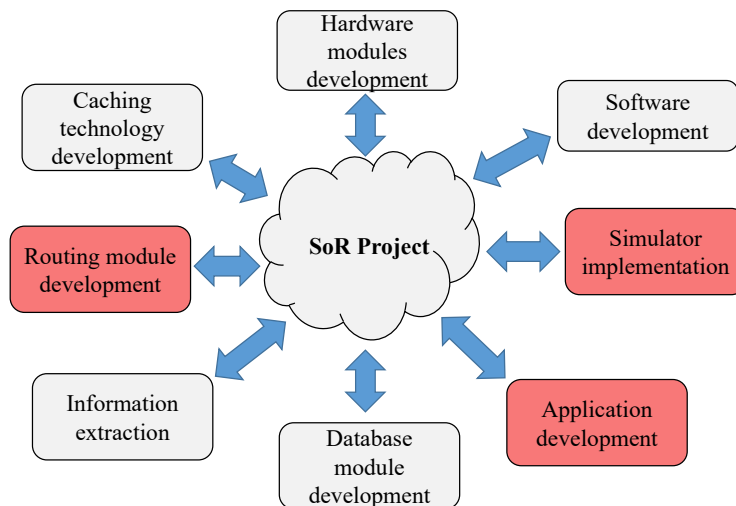 Hardware
modules
development
Caching
technology
development
Software
development
SoR Project
Routing module
development
Simulator
implementation
Information
extraction
Database
module
development
Application
development